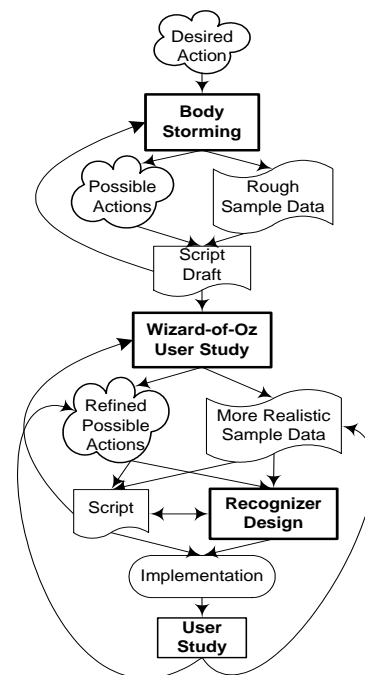 Desired
Action
Body
Storming
Possible
Actions
Rough
Sample Data
Script
Draft
Wizard-of-Oz
User Study
Refined
Possible
Actions
More Realistic
Sample Data
Script
Recognizer
Design
Implementation
User
Study